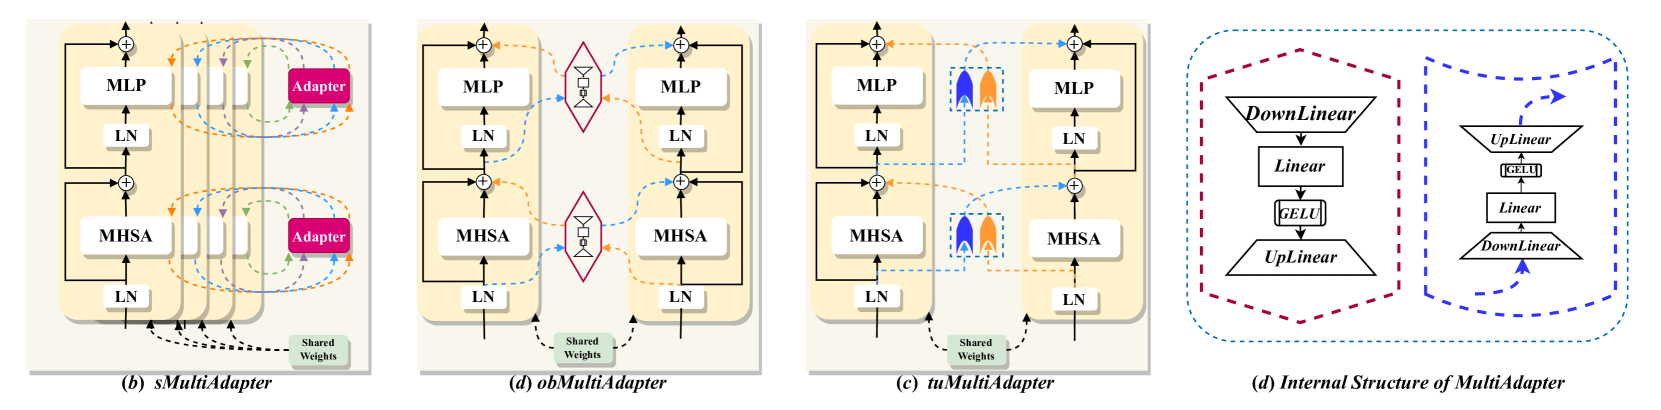 MLP
Adapter
LN
MHSA
Adapter
LN
Shared
Weights
(b) sMultiAdapter
MLP
MLP
LN
LN
MHSA
MHSA
LN
LN
Shared
Weights
(d) obMultiAdapter
MLP
MLP
LN
LN
MHSA
MHSA
LN
LN
Shared
Weights
(c) tuMultiAdapter
DownLinear
Linear
GELU
UpLinear
UpLinear
GELU
Linear
DownLinear
(d) Internal Structure of MultiAdapter